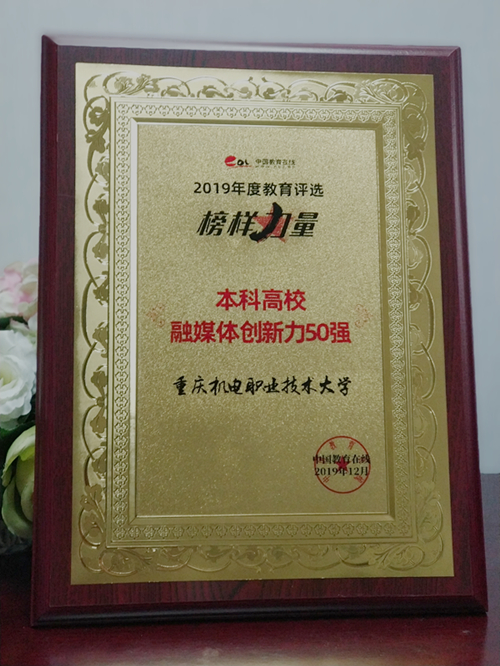 eol 中国教育在线
2019年度教育评选
榜样力量
本科高校
融媒体创新力50强
重庆机电职业技术大学
中国教育在线
2019年12月